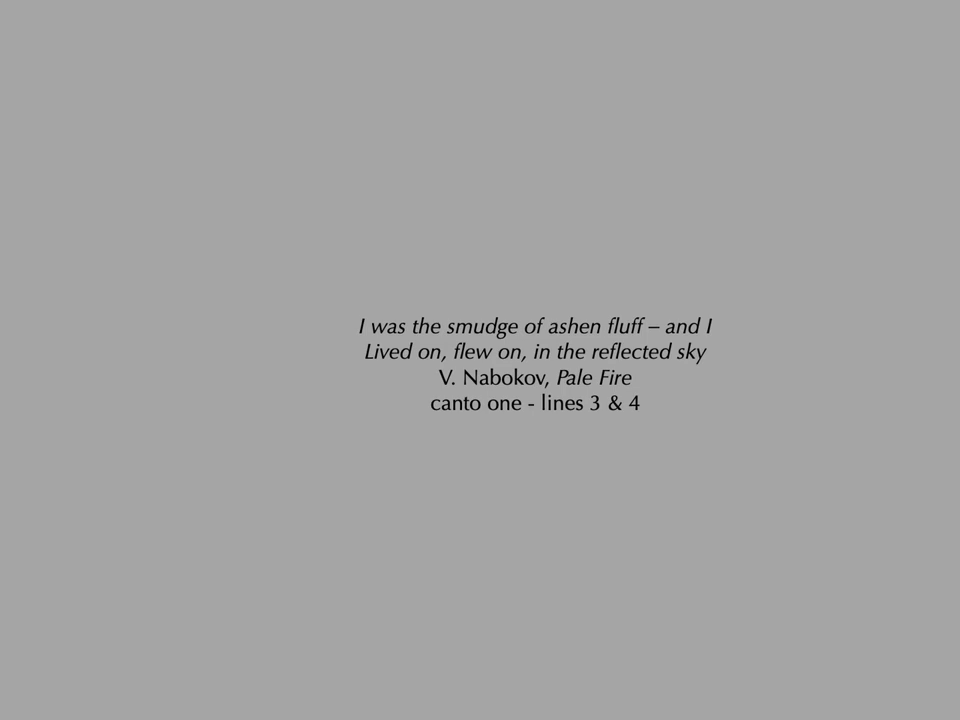 I was the smudge of ashen fluff – and I
Lived on, flew on, in the reflected sky
V. Nabokov, Pale Fire
canto one - lines 3 & 4